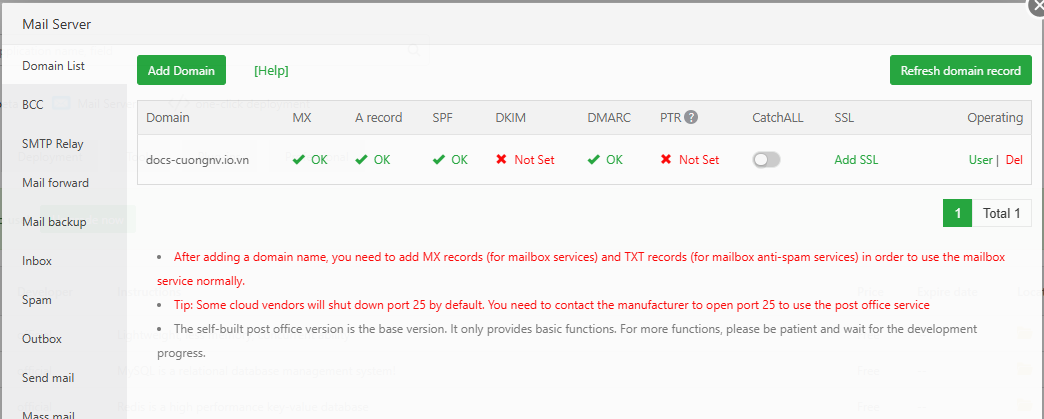 Mail Server
Domain List
Add Domain
[Help]
Refresh domain record
BCC
SMTP Relay
Mail forward
Mail backup
Inbox
Spam
Outbox
Send mail
Mass mail
Domain MX A record SPF DKIM DMARC PTR ? CatchALL SSL Operating
docs-cuongnv.io.vn OK OK OK Not Set OK Not Set Add SSL User | Del
1 Total 1
After adding a domain name, you need to add MX records (for mailbox services) and TXT records (for mailbox anti-spam services) in order to use the mailbox
service normally.
Tip: Some cloud vendors will shut down port 25 by default. You need to contact the manufacturer to open port 25 to use the post office service
The self-built post office version is the base version. It only provides basic functions. For more functions, please be patient and wait for the development
progress.